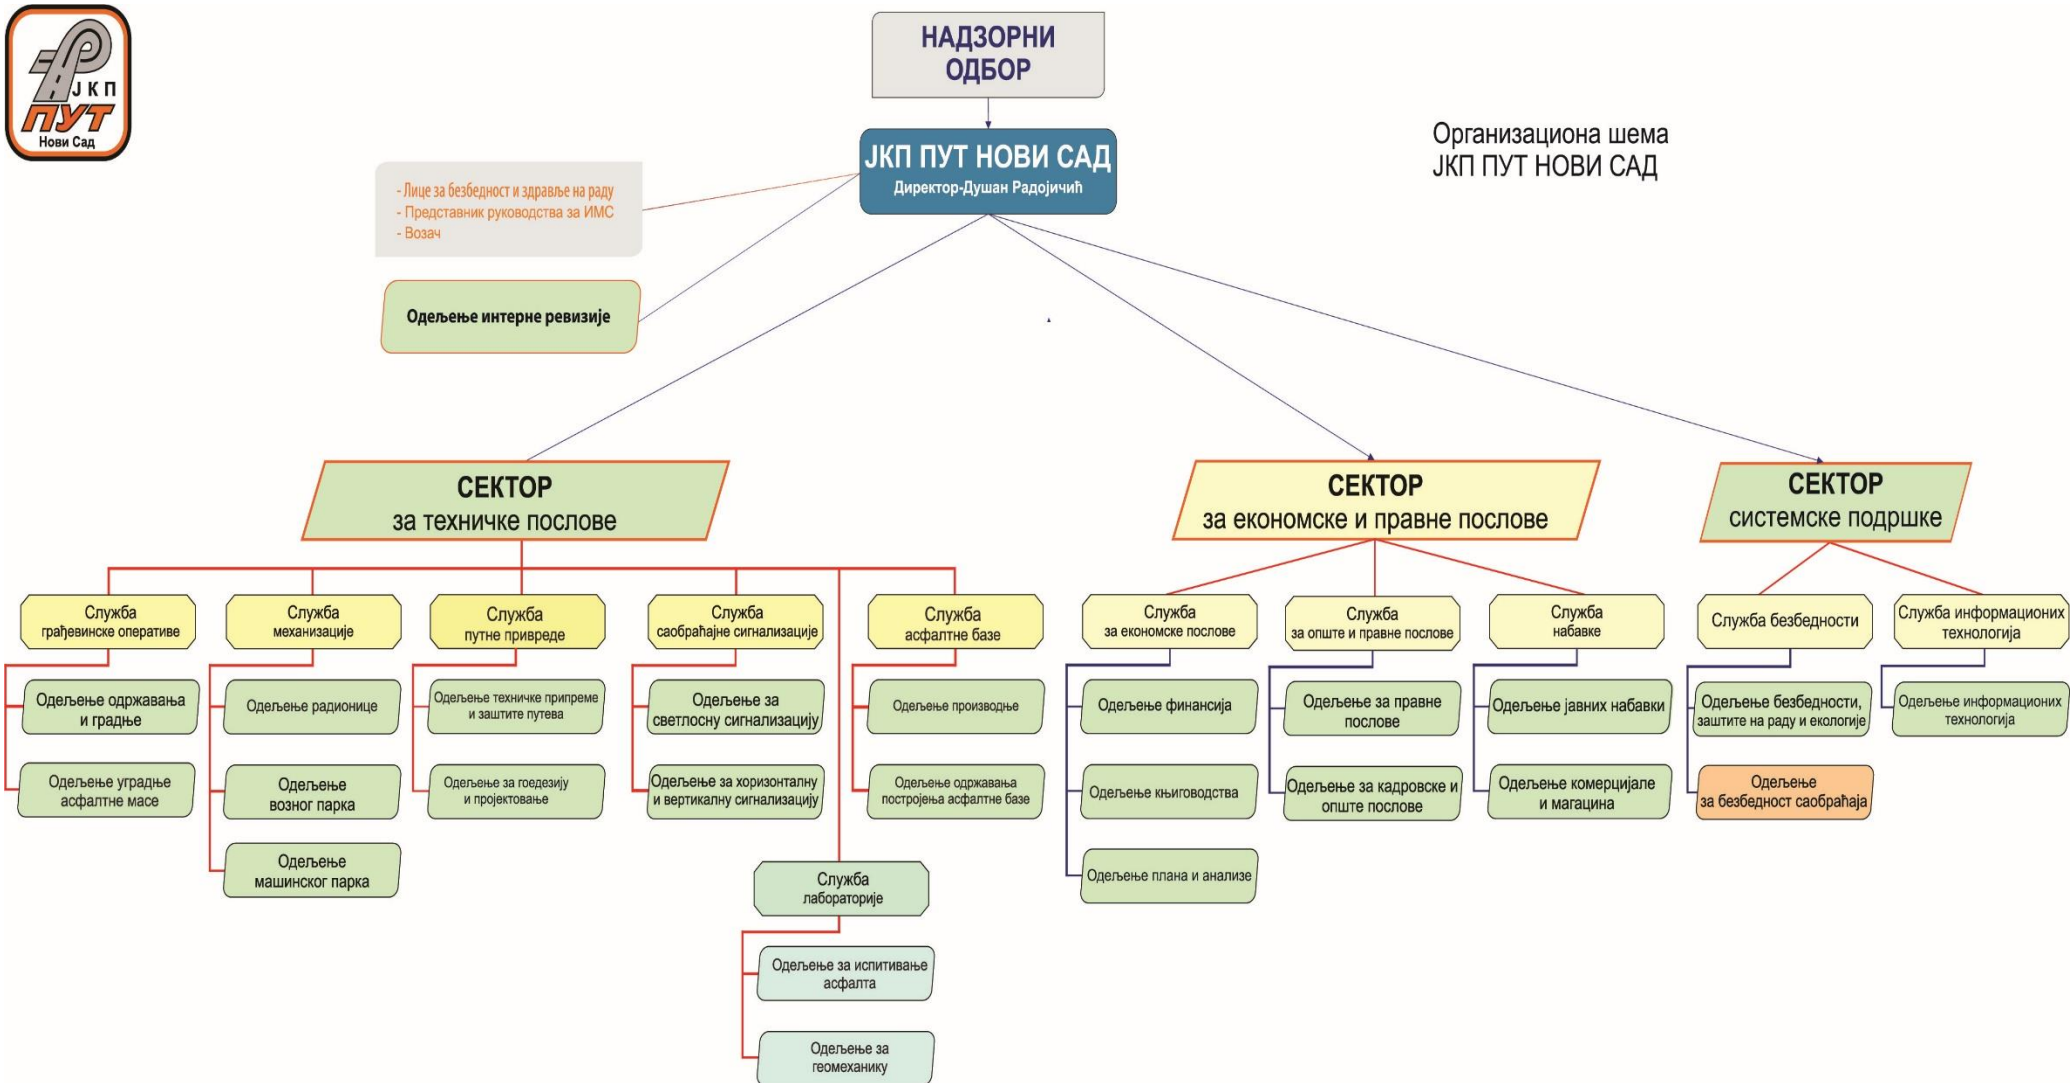 ЈКП
ПУТ
Нови Сад
НАДЗОРНИ
ОДБОР
ЈКП ПУТ НОВИ САД
Директор-Душан Радојичић
Организациона шема
ЈКП ПУТ НОВИ САД
- Лице за безбедност и здравље на раду
- Представник руководства за ИМС
- Возач
Одељење интерне ревизије
СЕКТОР
за техничке послове
СЕКТОР
за економске и правне послове
СЕКТОР
системске подршке
Служба
грађевинске оперативе
Служба
механизације
Служба
путне привреде
Служба
саобраћајне сигнализације
Служба
асфалтне базе
Служба
за економске послове
Служба
за опште и правне послове
Служба
набавке
Служба безбедности
Служба информационих
технологија
Одељење одржавања
и градње
Одељење радионице
Одељење техничке припреме
и заштите путева
Одељење за
светлосну сигнализацију
Одељење производње
Одељење финансија
Одељење за правне
послове
Одељење јавних набавки
Одељење безбедности,
заштите на раду и екологије
Одељење информационих
технологија
Одељење уградње
асфалтне масе
Одељење
возног парка
Одељење за гоедезију
и пројектовање
Одељење за хоризонталну
и вертикалну сигнализацију
Одељење одржавања
постројења асфалтне базе
Одељење књиговодства
Одељење за кадровске и
опште послове
Одељење комерцијале
и магацина
Одељење
за безбедност саобраћаја
Одељење
машинског парка
Служба
лабораторије
Одељење плана и анализе
Одељење за испитивање
асфалта
Одељење за
геомеханику